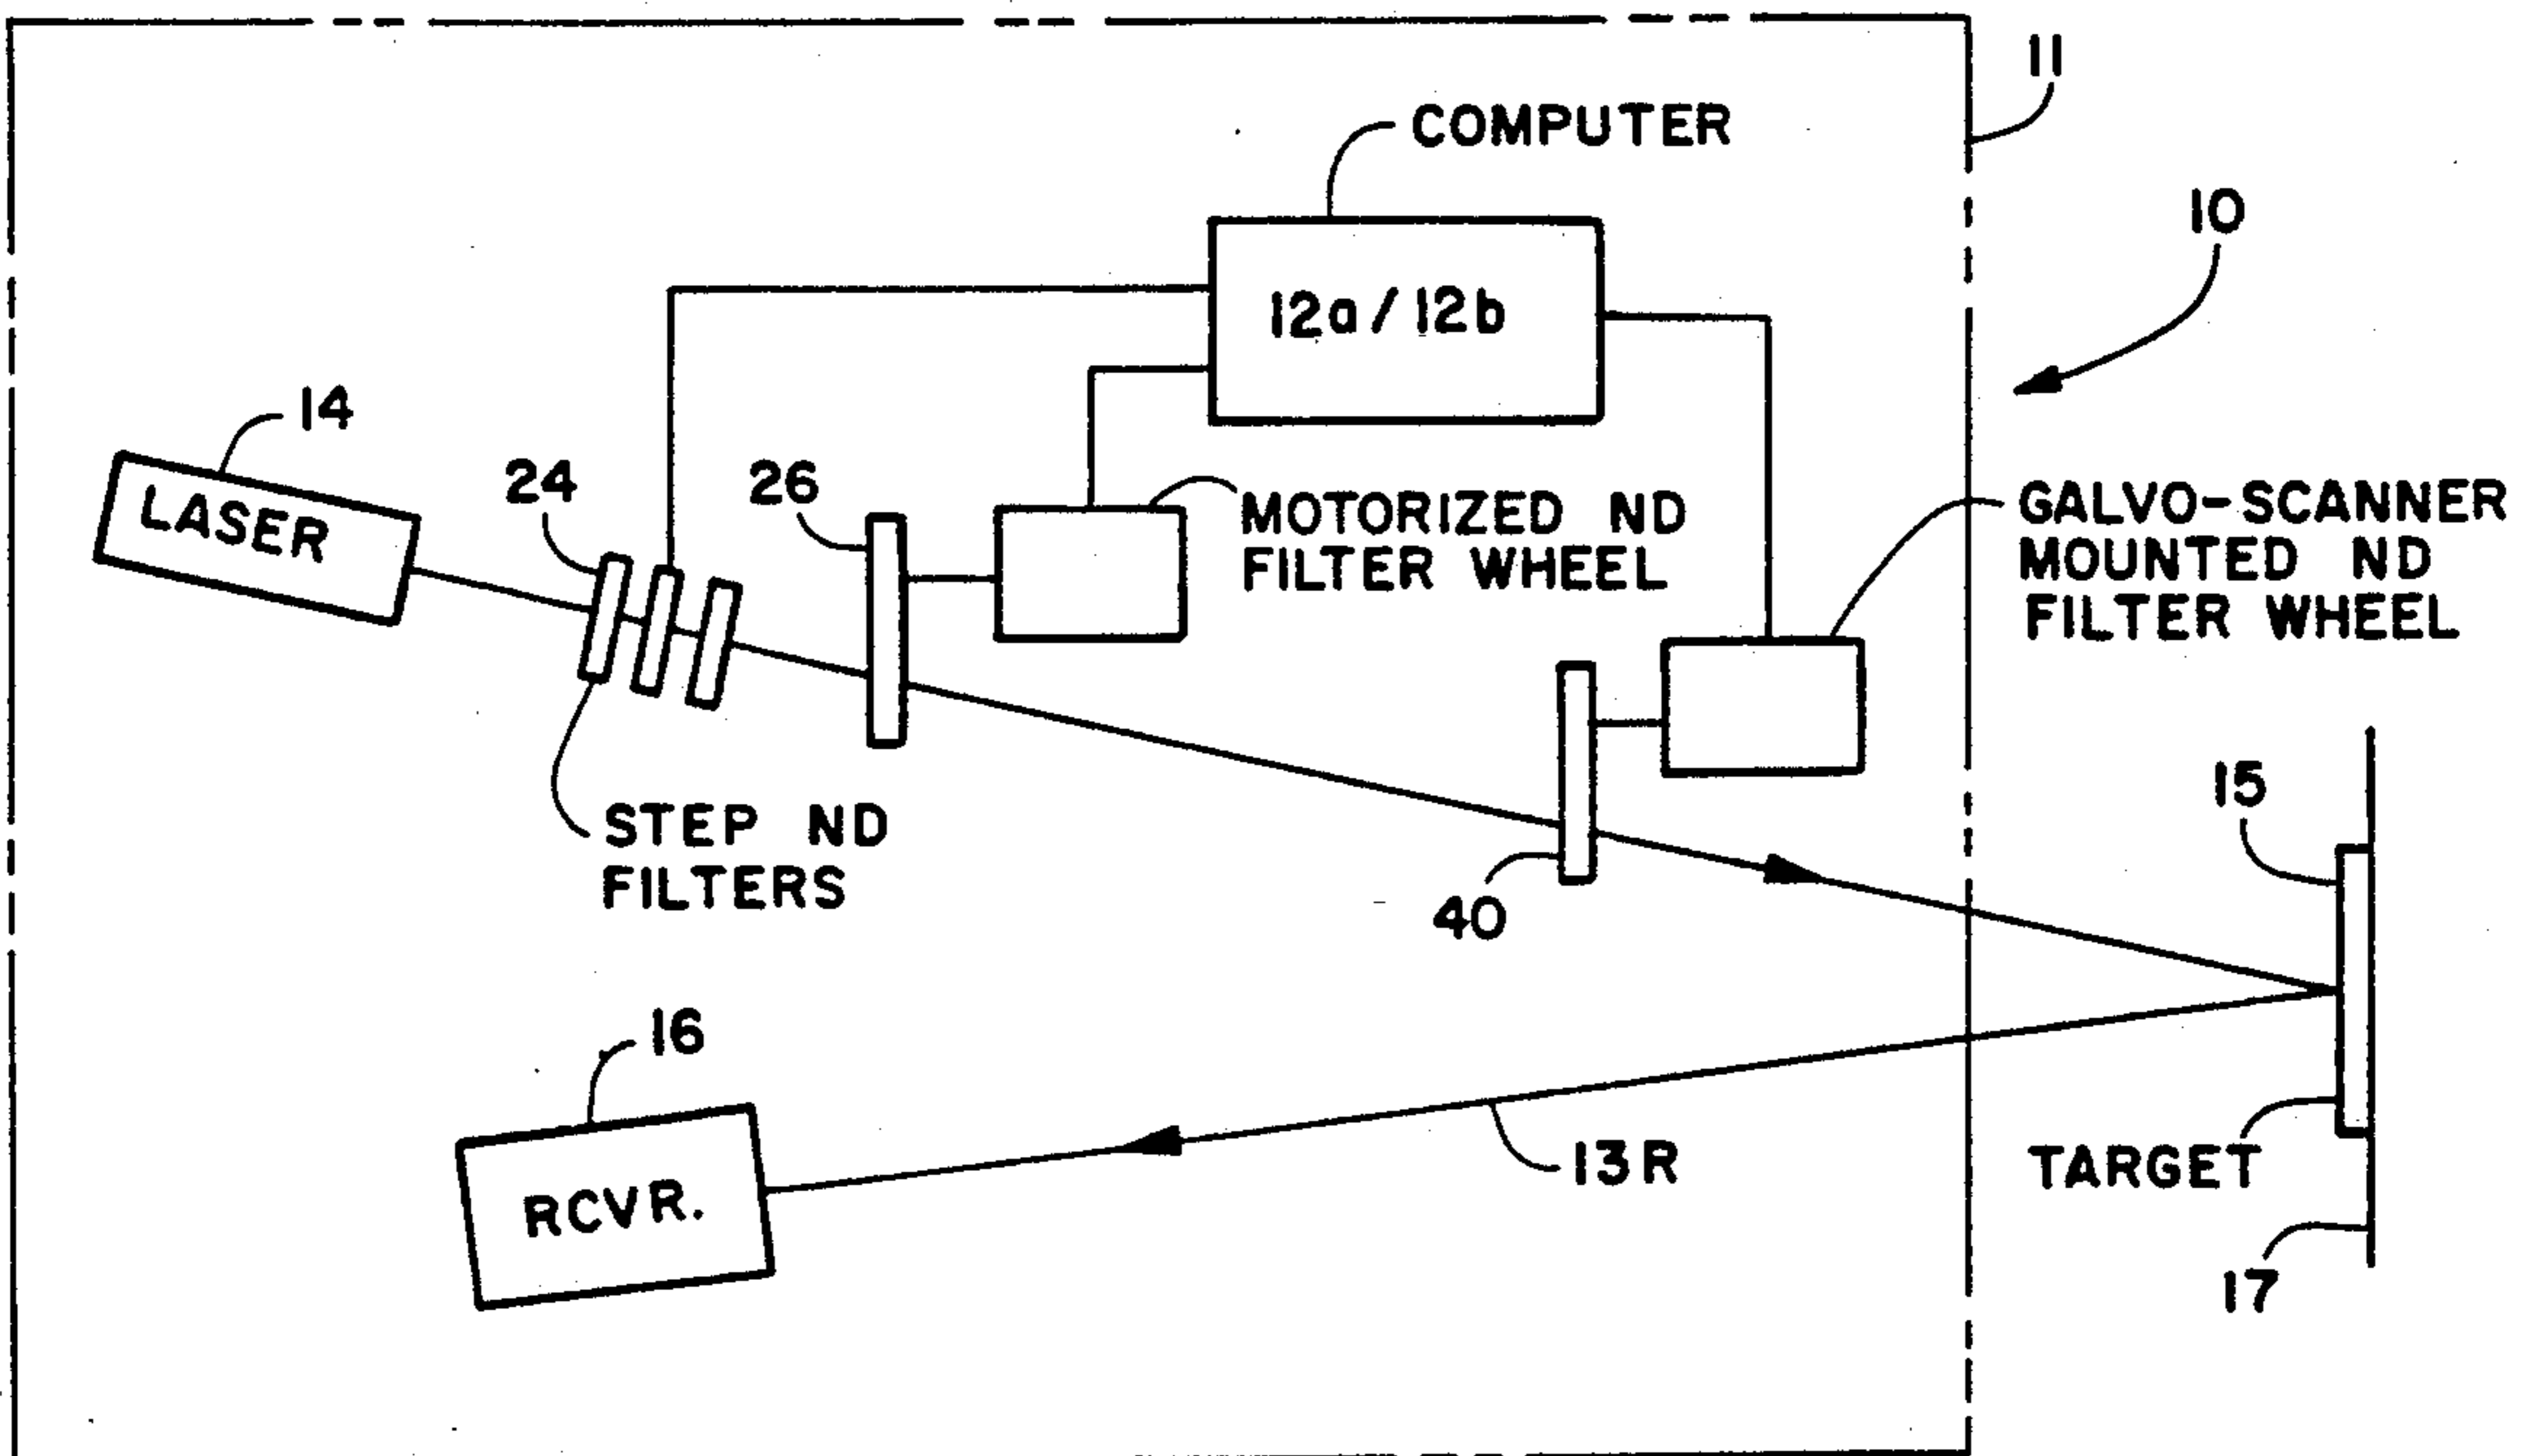 11
COMPUTER
10
12a / 12b
14
LASER
24
26
MOTORIZED ND
FILTER WHEEL
GALVO-SCANNER
MOUNTED ND
FILTER WHEEL
STEP ND
FILTERS
15
40
16
RCVR.
13R
TARGET
17